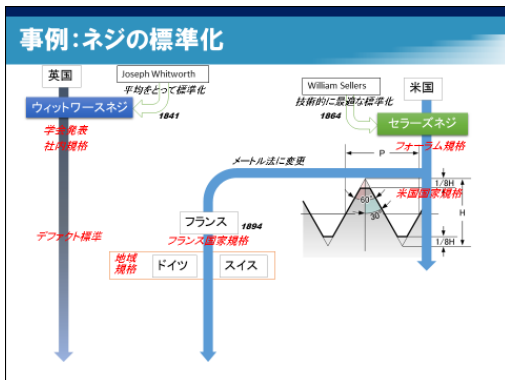 事例：ネジの標準化
英国
Joseph Whitworth
平均をとって標準化
ウィットワースネジ
1841
学会発表
社内規格
デファクト標準
William Sellers
技術的に最適な標準化
1864
米国
セラーズネジ
フォーラム規格
メートル法に変更
P
1/8H
米国国家規格
60°
30°
H
1/8H
フランス
1894
フランス国家規格
地域
規格
ドイツ
スイス